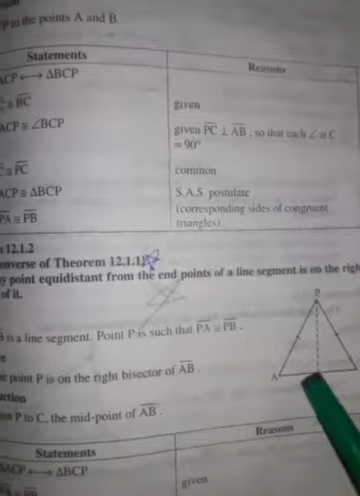 P to the points A and B.
Statements Reasons
ACP ⟷ ΔBCP
≅ BC given
ACP ≅ ∠BCP given PC ⊥ AB, so that each ∠ at C
= 90°
≅ PC common
ACP ≅ ΔBCP S.A.S. postulate
PA ≅ PB (corresponding sides of congruent
triangles)
12.1.2
onverse of Theorem 12.1.1)
y point equidistant from the end points of a line segment is on the righ
of it.
B is a line segment. Point P is such that PA ≅ PB.
P
point P is on the right bisector of AB.
A
uction
P to C, the mid-point of AB.
Statements Reasons
ACP ⟷ ΔBCP
given